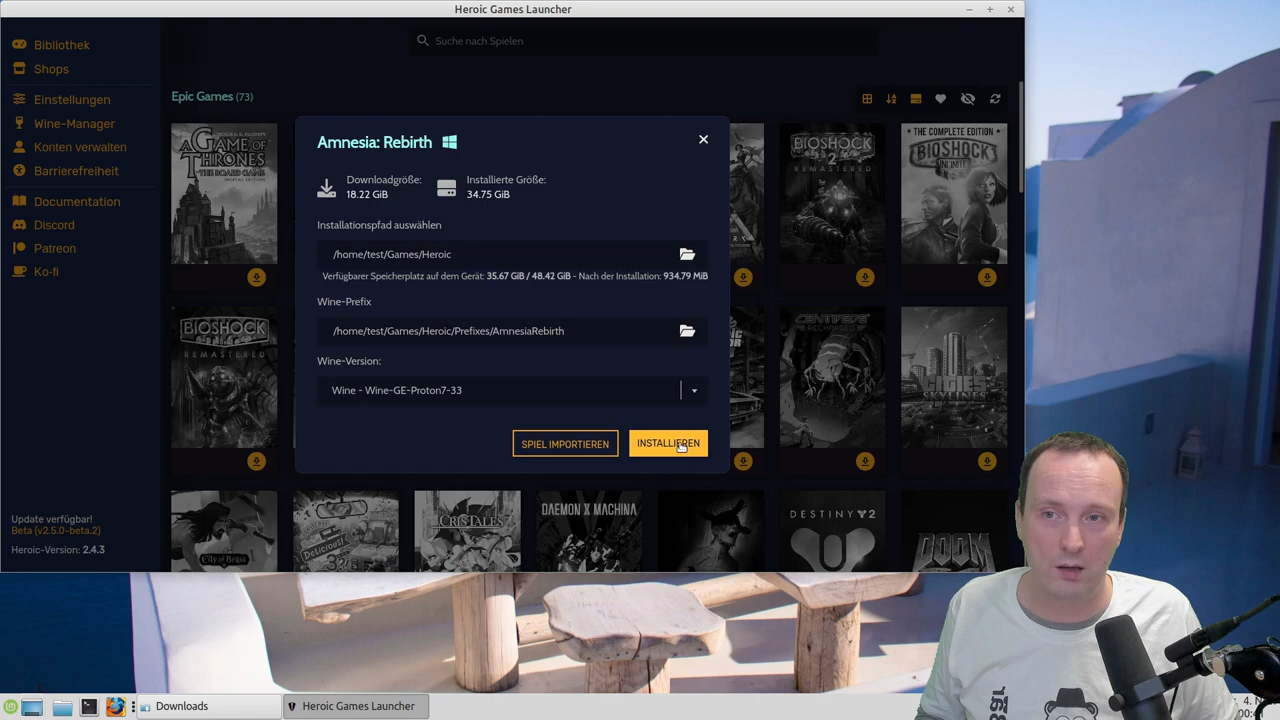 Heroic Games Launcher
Bibliothek
Shops
Einstellungen
Wine-Manager
Konten verwalten
Barrierefreiheit
Documentation
Discord
Patreon
Ko-fi
Update verfügbar!
Beta (v2.5.0-beta.2)
Heroic-Version: 2.4.3
Suche nach Spielen
Epic Games (73)
A GAME OF
THRONES
THE BOARD GAME
DIGITAL EDITION
BIOSHOCK
2
REMASTERED
THE COMPLETE EDITION
BIOSHOCK
INFINITE
Amnesia: Rebirth
Downloadgröße:
18.22 GiB
Installierte Größe:
34.75 GiB
Installationspfad auswählen
/home/test/Games/Heroic
Verfügbarer Speicherplatz auf dem Gerät: 35.67 GiB / 48.42 GiB - Nach der Installation: 934.79 MiB
Wine-Prefix
/home/test/Games/Heroic/Prefixes/AmnesiaRebirth
Wine-Version:
Wine - Wine-GE-Proton7-33
SPIEL IMPORTIEREN
INSTALLIEREN
BIOSHOCK
REMASTERED
CENTIPEDE
RECHARGED
CITIES
SKYLINES
City of Brass
Delicious!
CRIS TALES
DAEMON X MACHINA
DESTINY 2
DOOM
Downloads
Heroic Games Launcher